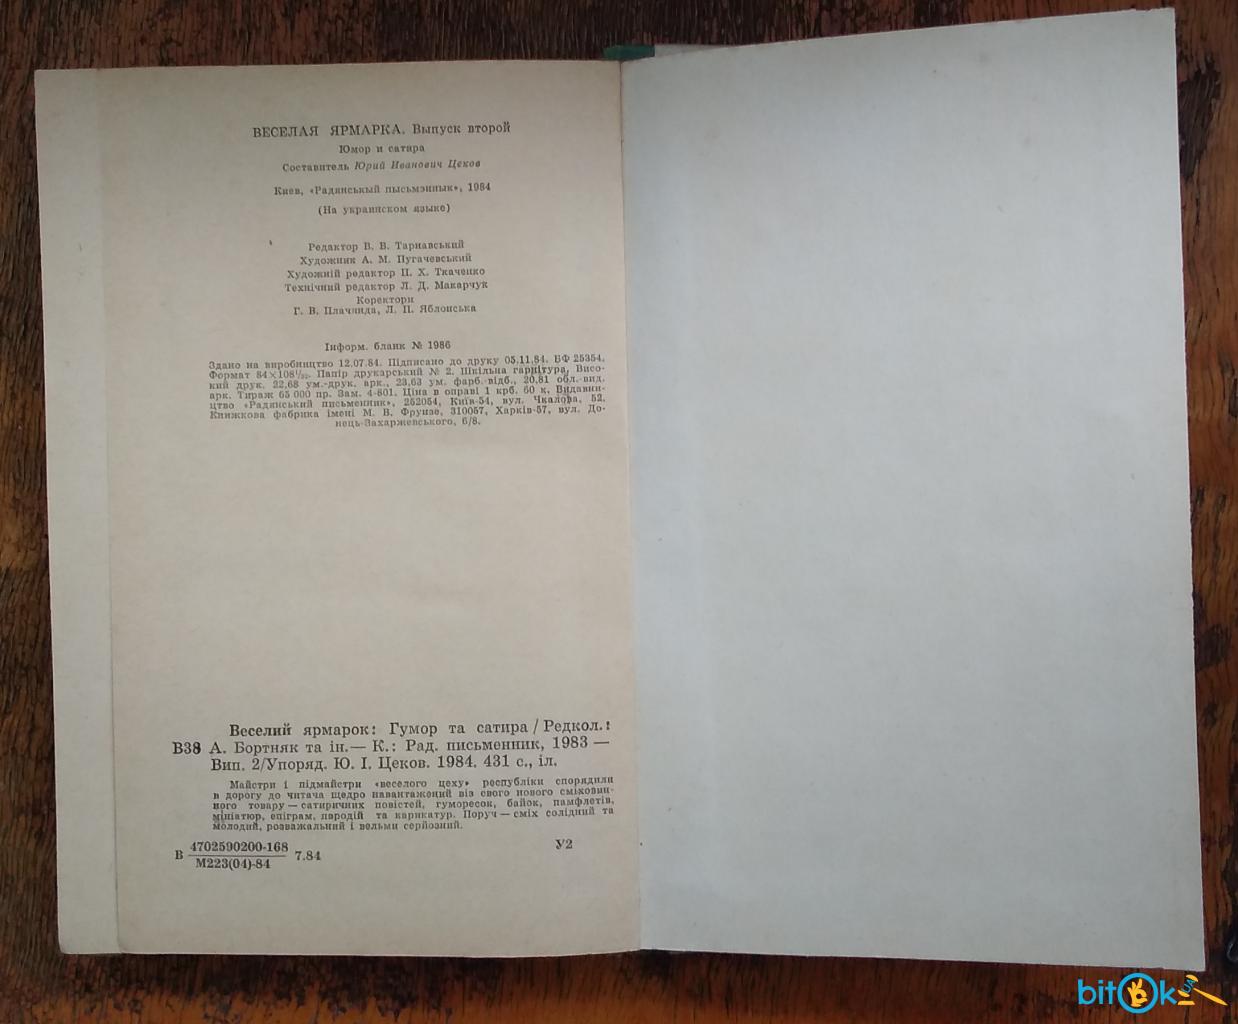 ВЕСЕЛАЯ ЯРМАРКА. Выпуск второй
Юмор и сатира
Составитель Юрий Иванович Цеков
Киев, «Радянськый пысьмэннык», 1984
(На украинском языке)
Редактор В. В. Тарнавський
Художник А. М. Пугачевський
Художній редактор П. Х. Ткаченко
Технічний редактор Л. Д. Макарчук
Коректори
Г. В. Плачинда, Л. П. Яблонська
Інформ. бланк № 1986
Здано на виробництво 12.07.84. Підписано до друку 05.11.84. БФ 25354.
Формат 84×108¹/₃₂. Папір друкарський № 2. Шкільна гарнітура. Висо-
кий друк. 22,68 ум.-друк. арк., 23,63 ум. фарб.-відб., 20,81 обл.-вид.
арк. Тираж 65 000 пр. Зам. 4-801. Ціна в оправі 1 крб. 60 к. Видавни-
цтво «Радянський письменник», 252054, Київ-54, вул. Чкалова, 52.
Книжкова фабрика імені М. В. Фрунзе, 310057, Харків-57, вул. До-
нець-Захаржевського, 6/8.
Веселий ярмарок: Гумор та сатира / Редкол.:
В38 А. Бортняк та ін.— К.: Рад. письменник, 1983 —
Вип. 2/Упоряд. Ю. І. Цеков. 1984. 431 с., іл.
Майстри і підмайстри «веселого цеху» республіки спорядили
в дорогу до читача щедро навантажений віз свого нового сміховин-
ного товару — сатиричних повістей, гуморесок, байок, памфлетів,
мініатюр, епіграм, пародій та карикатур. Поруч — сміх солідний та
молодий, розважальний і вельми серйозний.
В 4702590200-168 7.84 У2
М223(04)-84
bitOk.UA